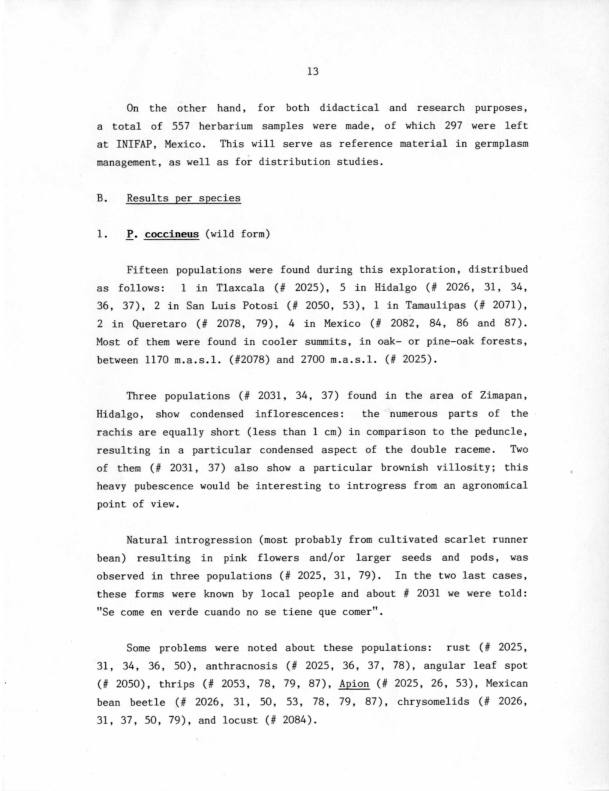 13
On the other hand, for both didactical and research purposes,
a total of 557 herbarium samples were made, of which 297 were left
at INIFAP, Mexico. This will serve as reference material in germplasm
management, as well as for distribution studies.
B. Results per species
1. P. coccineus (wild form)
Fifteen populations were found during this exploration, distribued
as follows: 1 in Tlaxcala (# 2025), 5 in Hidalgo (# 2026, 31, 34,
36, 37), 2 in San Luis Potosi (# 2050, 53), 1 in Tamaulipas (# 2071),
2 in Queretaro (# 2078, 79), 4 in Mexico (# 2082, 84, 86 and 87).
Most of them were found in cooler summits, in oak- or pine-oak forests,
between 1170 m.a.s.l. (#2078) and 2700 m.a.s.l. (# 2025).
Three populations (# 2031, 34, 37) found in the area of Zimapan,
Hidalgo, show condensed inflorescences: the numerous parts of the
rachis are equally short (less than 1 cm) in comparison to the peduncle,
resulting in a particular condensed aspect of the double raceme. Two
of them (# 2031, 37) also show a particular brownish villosity; this
heavy pubescence would be interesting to introgress from an agronomical
point of view.
Natural introgression (most probably from cultivated scarlet runner
bean) resulting in pink flowers and/or larger seeds and pods, was
observed in three populations (# 2025, 31, 79). In the two last cases,
these forms were known by local people and about # 2031 we were told:
"Se come en verde cuando no se tiene que comer".
Some problems were noted about these populations: rust (# 2025,
31, 34, 36, 50), anthracnosis (# 2025, 36, 37, 78), angular leaf spot
(# 2050), thrips (# 2053, 78, 79, 87), Apion (# 2025, 26, 53), Mexican
bean beetle (# 2026, 31, 50, 53, 78, 79, 87), chrysomelids (# 2026,
31, 37, 50, 79), and locust (# 2084).